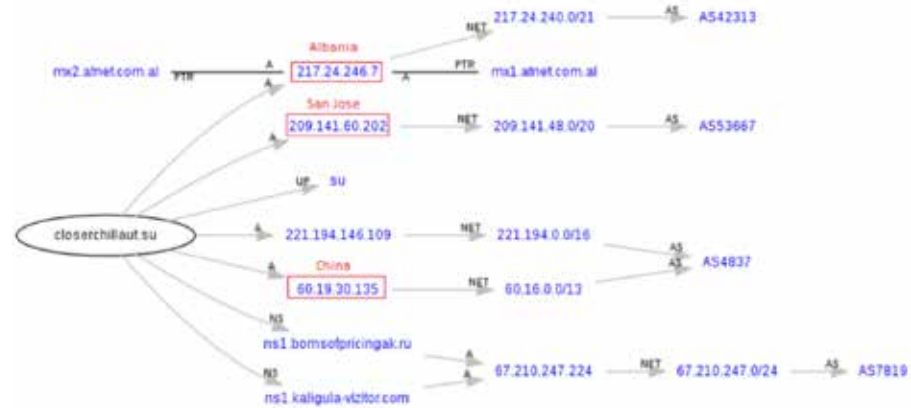 217.24.240.0/21 AS AS42313
NET
Albania
mx2.atnet.com.al PTR A 217.24.246.7 A PTR mx1.atnet.com.al
A
San Jose
A 209.141.60.202 NET 209.141.48.0/20 AS AS53667
UP su
closerchillaut.su A 221.194.146.109 NET 221.194.0.0/16 AS
China
A 60.19.30.135 NET 60.16.0.0/13 AS AS4837
NS
ns1.bornsofpricingak.ru A
67.210.247.224 NET 67.210.247.0/24 AS AS7819
NS A
ns1.kaligula-vizitor.com